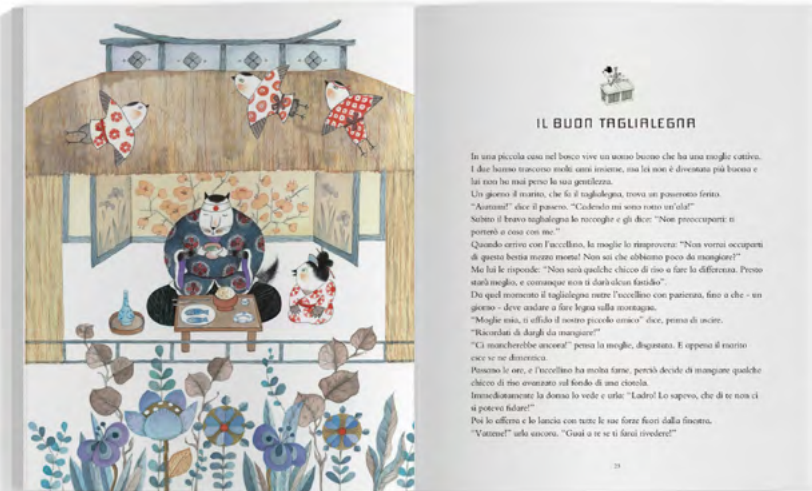 IL BUON TAGLIALEGNA
In una piccola casa nel bosco vive un uomo buono che ha una moglie cattiva.
I due hanno trascorso molti anni insieme, ma lei non è diventata più buona e
lui non ha mai perso la sua gentilezza.
Un giorno il marito, che fa il taglialegna, trova un passerotto ferito.
“Aiutami!” dice il passero. “Cadendo mi sono rotto un’ala!”
Subito il bravo taglialegna lo raccoglie e gli dice: “Non preoccuparti: ti
porterò a casa con me.”
Quando arriva con l’uccellino, la moglie lo rimprovera: “Non vorrai occuparti
di questa bestia mezzo morta! Non sai che abbiamo poco da mangiare?”
Ma lui le risponde: “Non sarà qualche chicco di riso a fare la differenza. Presto
starà meglio, e comunque non ti darà alcun fastidio”.
Da quel momento il taglialegna nutre l’uccellino con pazienza, fino a che - un
giorno - deve andare a fare legna sulla montagna.
“Moglie mia, ti affido il nostro piccolo amico” dice, prima di uscire.
“Ricordati di dargli da mangiare!”
“Ci mancherebbe ancora!” pensa la moglie, disgustata. E appena il marito
esce se ne dimentica.
Passano le ore, e l’uccellino ha molta fame, perciò decide di mangiare qualche
chicco di riso avanzato sul fondo di una ciotola.
Immediatamente la donna lo vede e urla: “Ladro! Lo sapevo, che di te non ci
si poteva fidare!”
Poi lo afferra e lo lancia con tutte le sue forze fuori dalla finestra.
“Vattene!” urla ancora. “Guai a te se ti farai rivedere!”